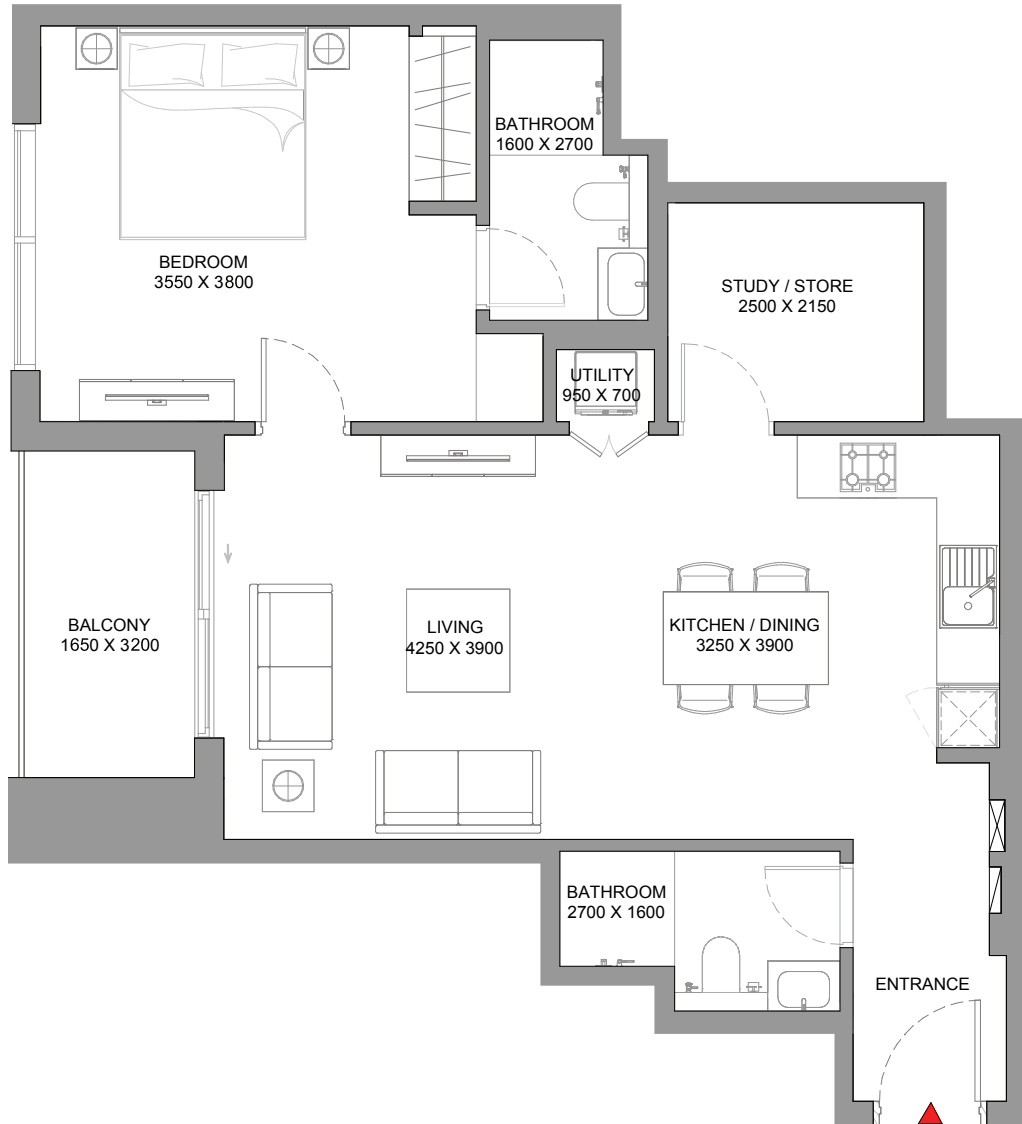 BATHROOM
1600 X 2700
BEDROOM
3550 X 3800
STUDY / STORE
2500 X 2150
UTILITY
950 X 700
BALCONY
1650 X 3200
LIVING
4250 X 3900
KITCHEN / DINING
3250 X 3900
BATHROOM
2700 X 1600
ENTRANCE